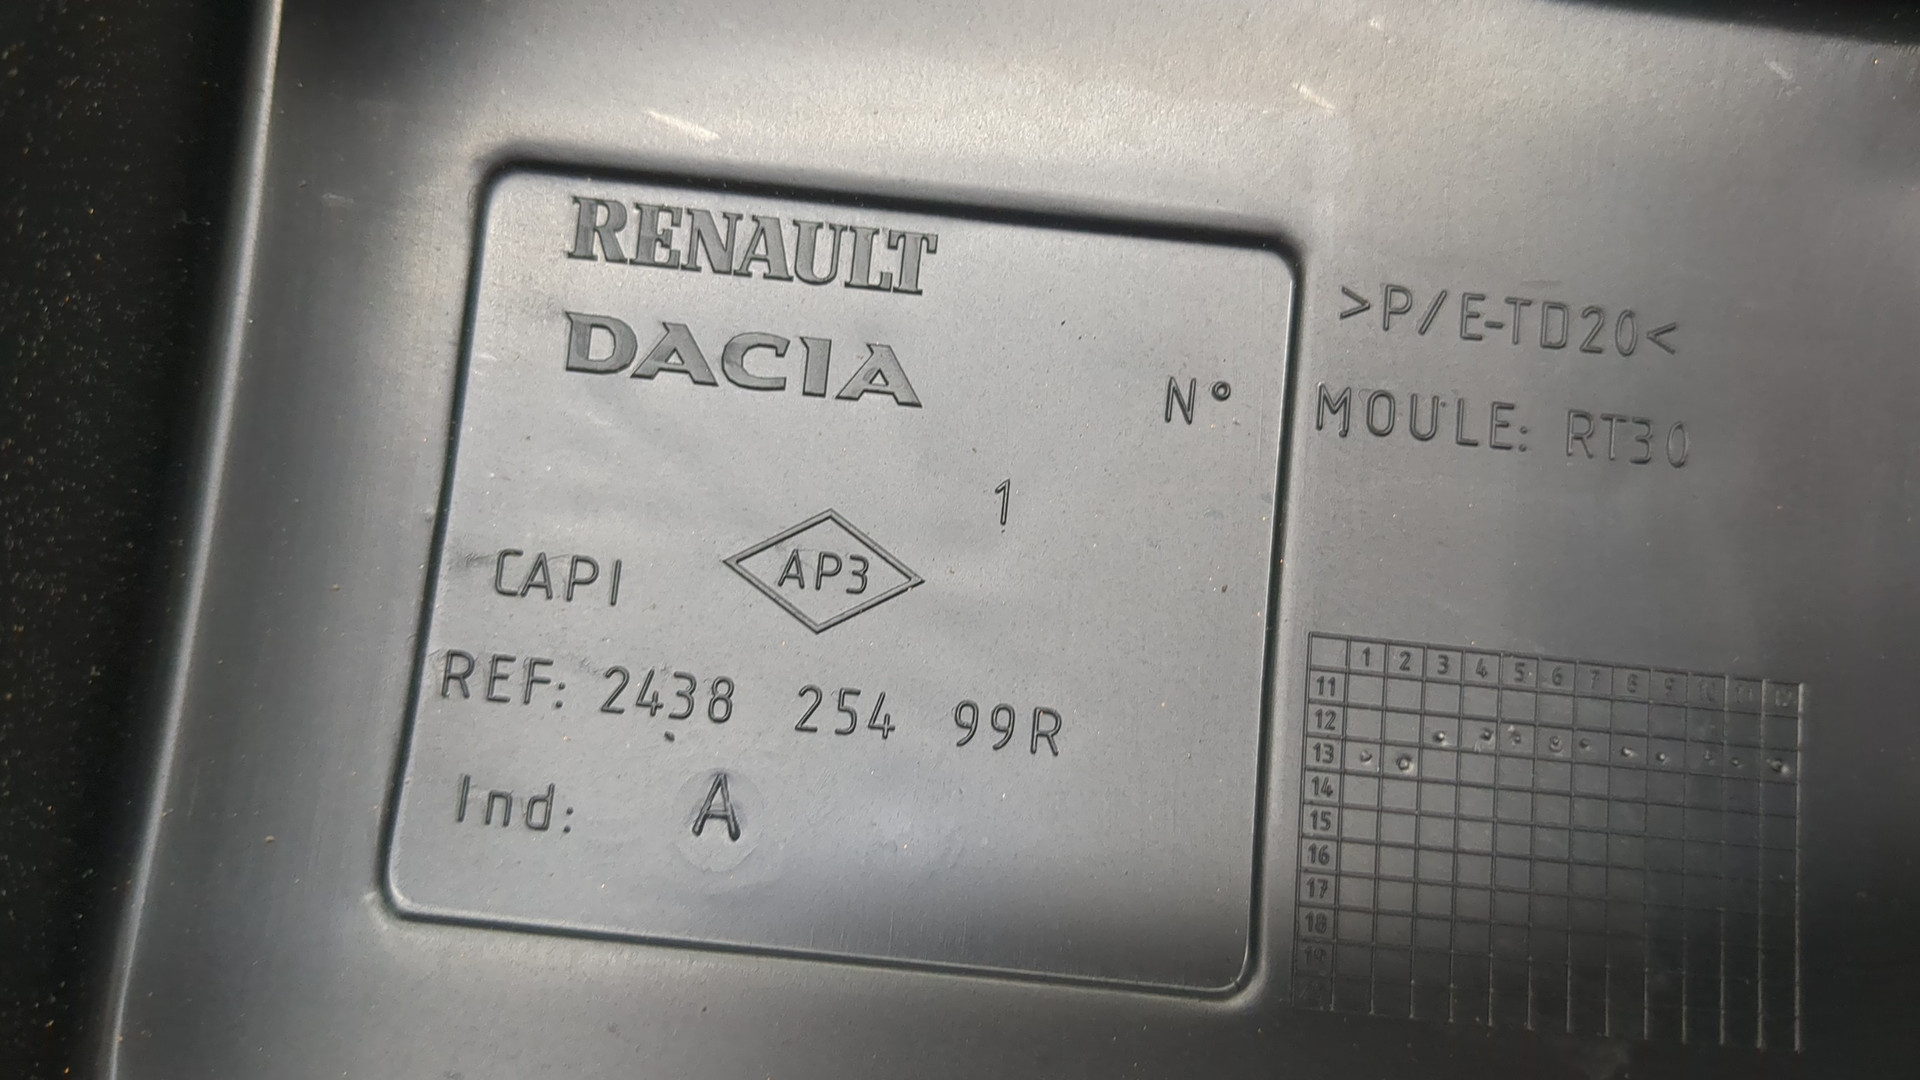 RENAULT
DACIA
N°
1
CAPI
AP3
REF: 2438 254 99R
Ind: A
>P/E-TD20<
MOULE: RT30
1 2 3 4 5 6 7 8 9
11
12
13
14
15
16
17
18